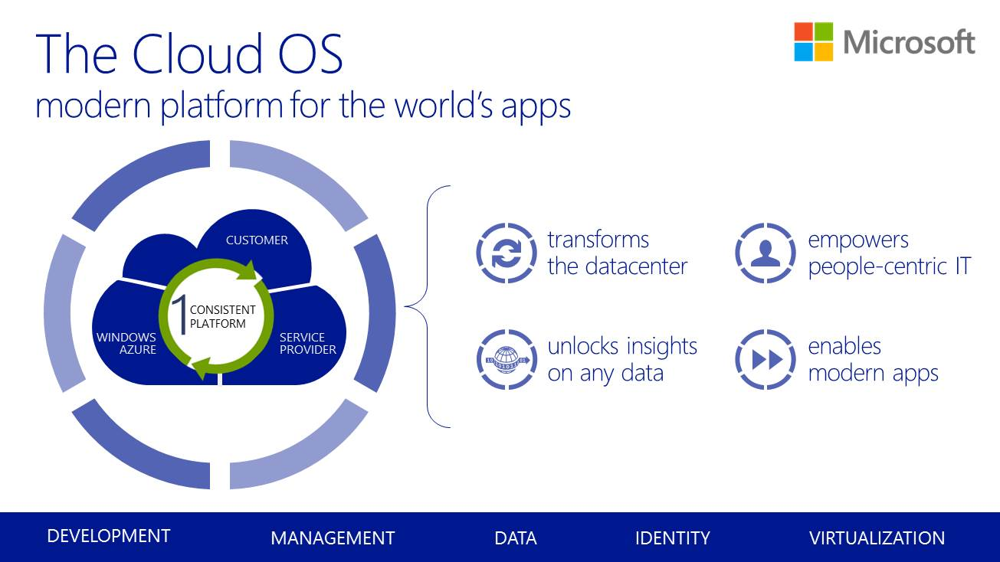 The Cloud OS
Microsoft
modern platform for the world's apps
CUSTOMER
1 CONSISTENT
PLATFORM
WINDOWS
AZURE
SERVICE
PROVIDER
transforms
the datacenter
empowers
people-centric IT
unlocks insights
on any data
enables
modern apps
DEVELOPMENT
MANAGEMENT
DATA
IDENTITY
VIRTUALIZATION